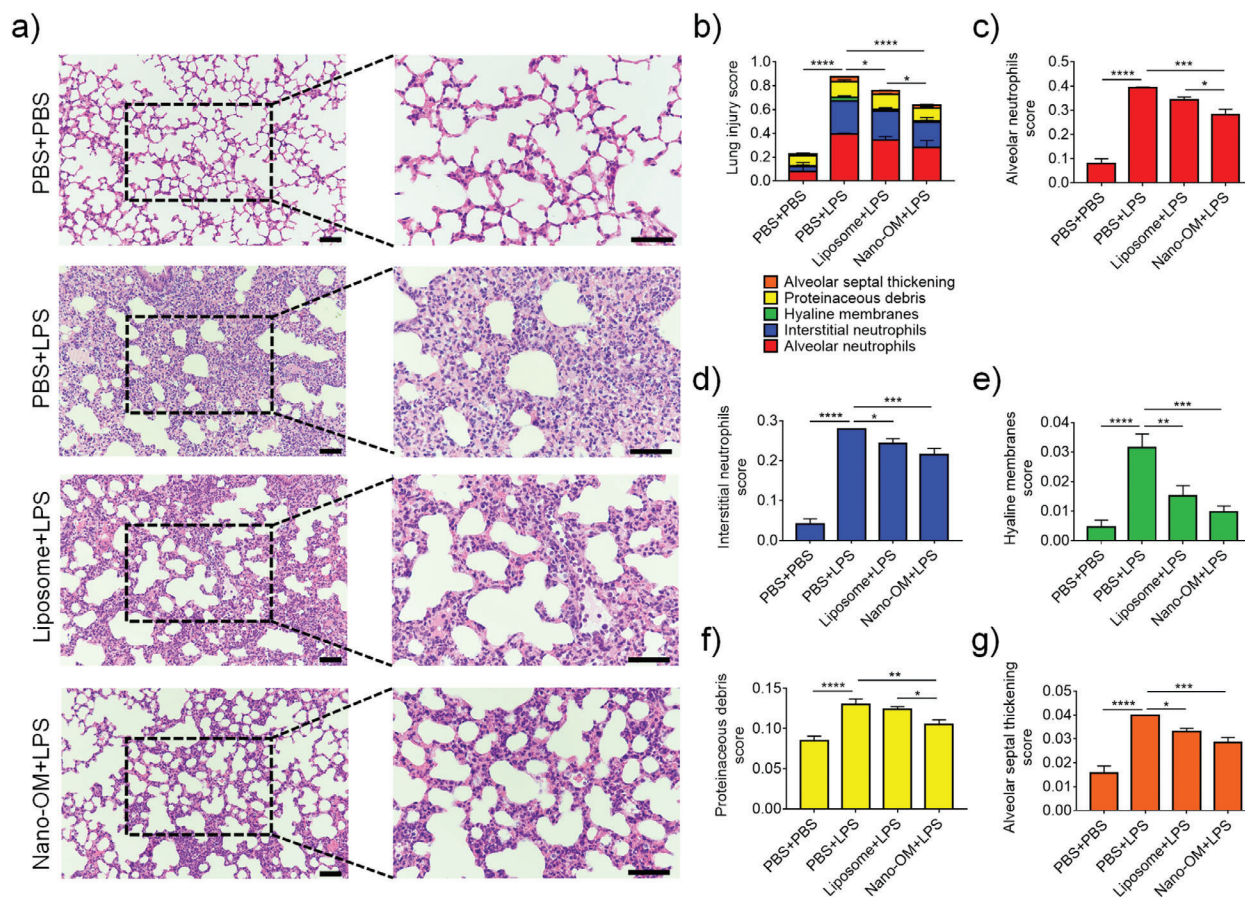 a)
PBS+PBS
PBS+LPS
Liposome+LPS
Nano-OM+LPS
b)
Lung injury score
1.0
0.8
0.6
0.4
0.2
0.0
****
****
*
*
PBS+PBS
PBS+LPS
Liposome+LPS
Nano-OM+LPS
Alveolar septal thickening
Proteinaceous debris
Hyaline membranes
Interstitial neutrophils
Alveolar neutrophils
c)
Alveolar neutrophils
score
0.5
0.4
0.3
0.2
0.1
0.0
****
***
*
PBS+PBS
PBS+LPS
Liposome+LPS
Nano-OM+LPS
d)
Interstitial neutrophils
score
0.3
0.2
0.1
0.0
****
***
*
PBS+PBS
PBS+LPS
Liposome+LPS
Nano-OM+LPS
e)
Hyaline membranes
score
0.04
0.03
0.02
0.01
0.00
****
***
**
PBS+PBS
PBS+LPS
Liposome+LPS
Nano-OM+LPS
f)
Proteinaceous debris
score
0.15
0.10
0.05
0.00
****
**
*
PBS+PBS
PBS+LPS
Liposome+LPS
Nano-OM+LPS
g)
Alveolar septal thickening
score
0.05
0.04
0.03
0.02
0.01
0.00
****
***
*
PBS+PBS
PBS+LPS
Liposome+LPS
Nano-OM+LPS